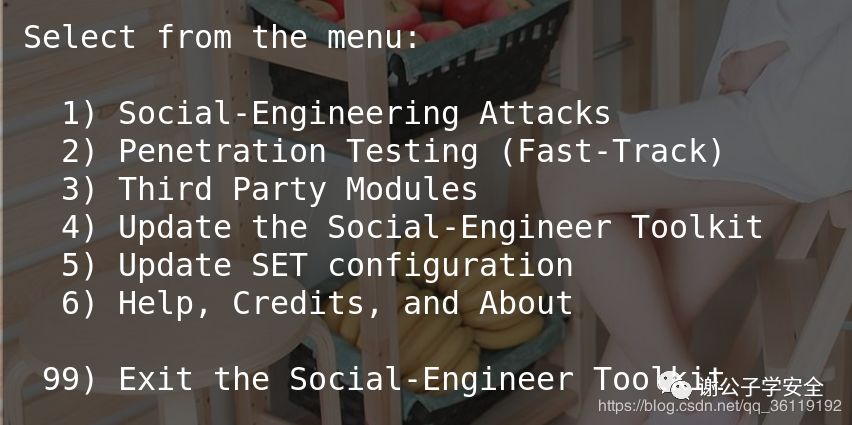 Select from the menu:
1) Social-Engineering Attacks
2) Penetration Testing (Fast-Track)
3) Third Party Modules
4) Update the Social-Engineer Toolkit
5) Update SET configuration
6) Help, Credits, and About
99) Exit the Social-Engineer Toolkit
谢公子学安全
https://blog.csdn.net/qq_36119192